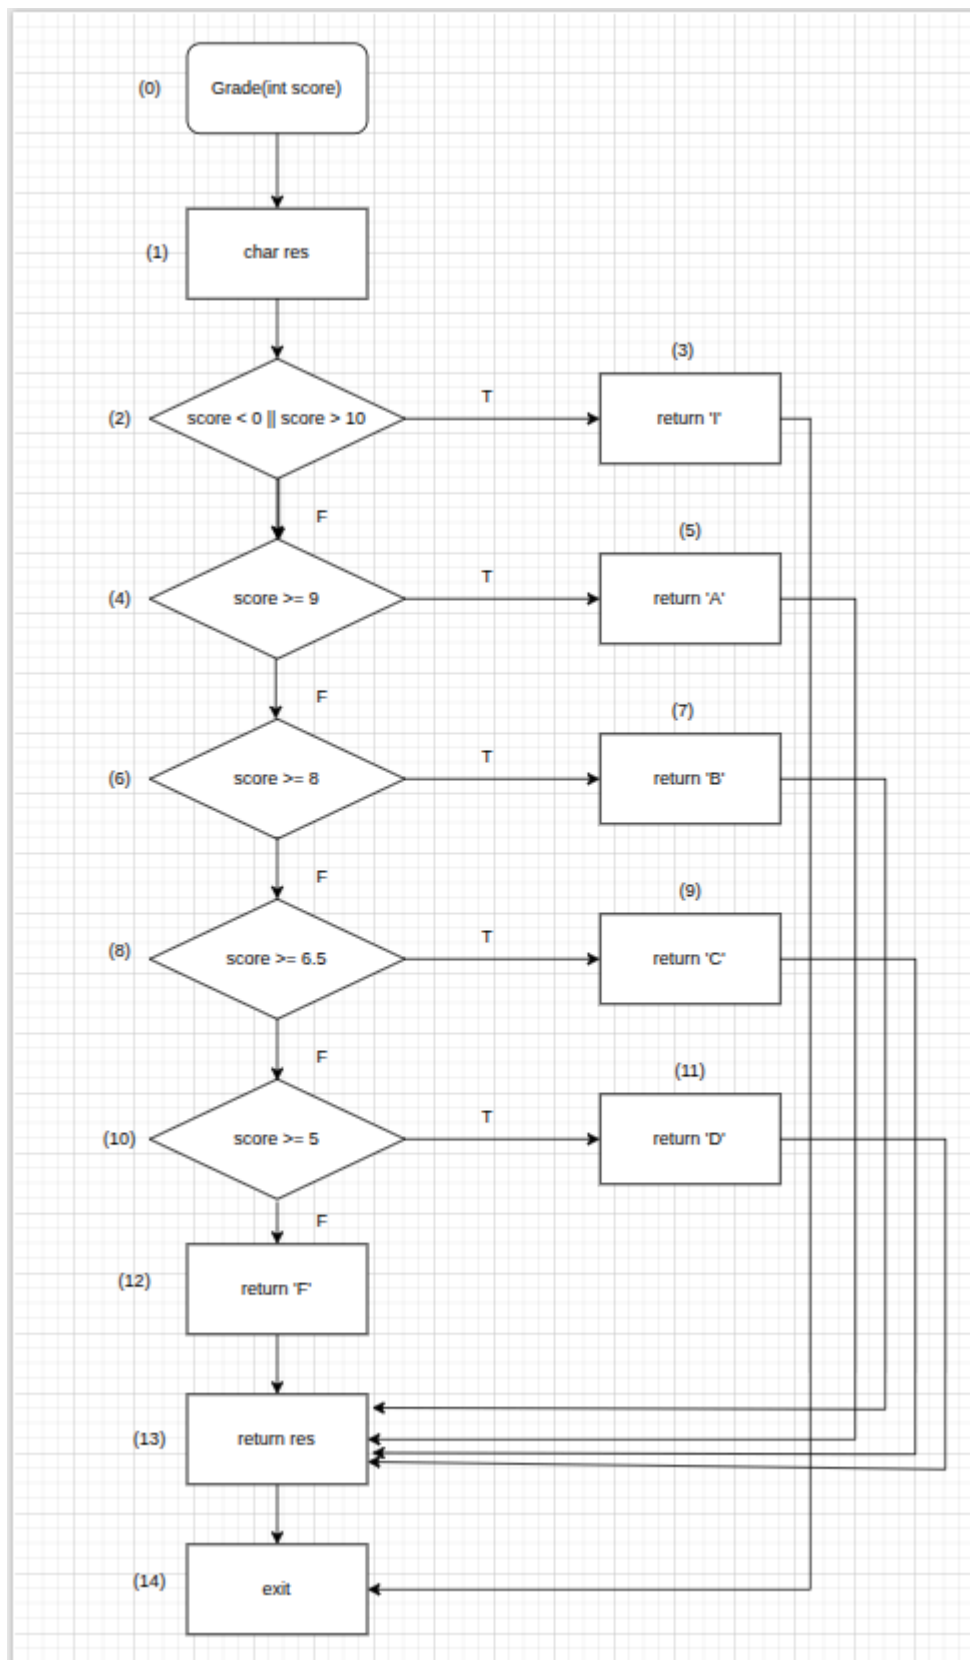 (0)
Grade(int score)
(1)
char res
(3)
(2)
score < 0 || score > 10
T
return 'I'
F
(5)
(4)
score >= 9
T
return 'A'
F
(7)
(6)
score >= 8
T
return 'B'
F
(9)
(8)
score >= 6.5
T
return 'C'
F
(11)
(10)
score >= 5
T
return 'D'
F
(12)
return 'F'
(13)
return res
(14)
exit